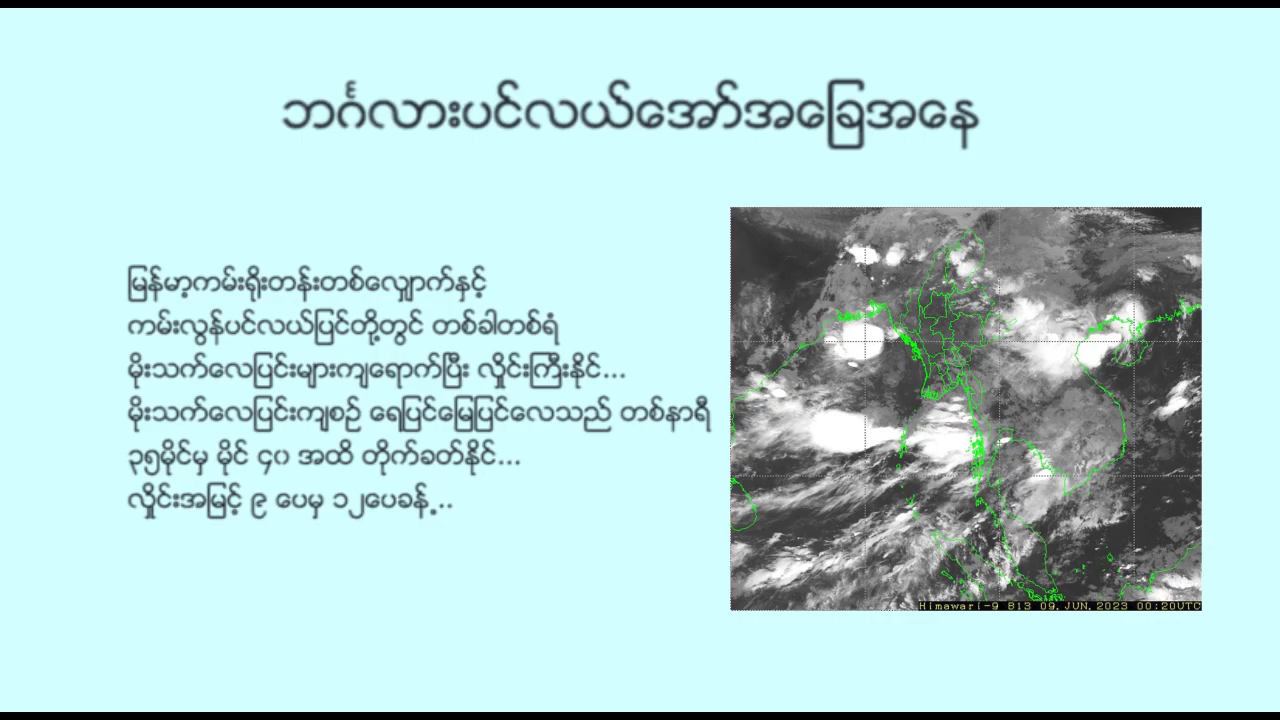 ဘင်္ဂလားပင်လယ်အော်အခြေအနေ
မြန်မာ့ကမ်းရိုးတန်းတစ်လျှောက်နှင့်
ကမ်းလွန်ပင်လယ်ပြင်တို့တွင် တစ်ခါတစ်ရံ
မိုးသက်လေပြင်းများကျရောက်ပြီး လှိုင်းကြီးနိုင်...
မိုးသက်လေပြင်းကျစဉ် ရေပြင်မြေပြင်လေသည် တစ်နာရီ
၃၅မိုင်မှ မိုင် ၄၀ အထိ တိုက်ခတ်နိုင်...
လှိုင်းအမြင့် ၉ ပေမှ ၁၂ပေခန့်...
Himawari-9 B13 09.JUN.2023 00:20UTC